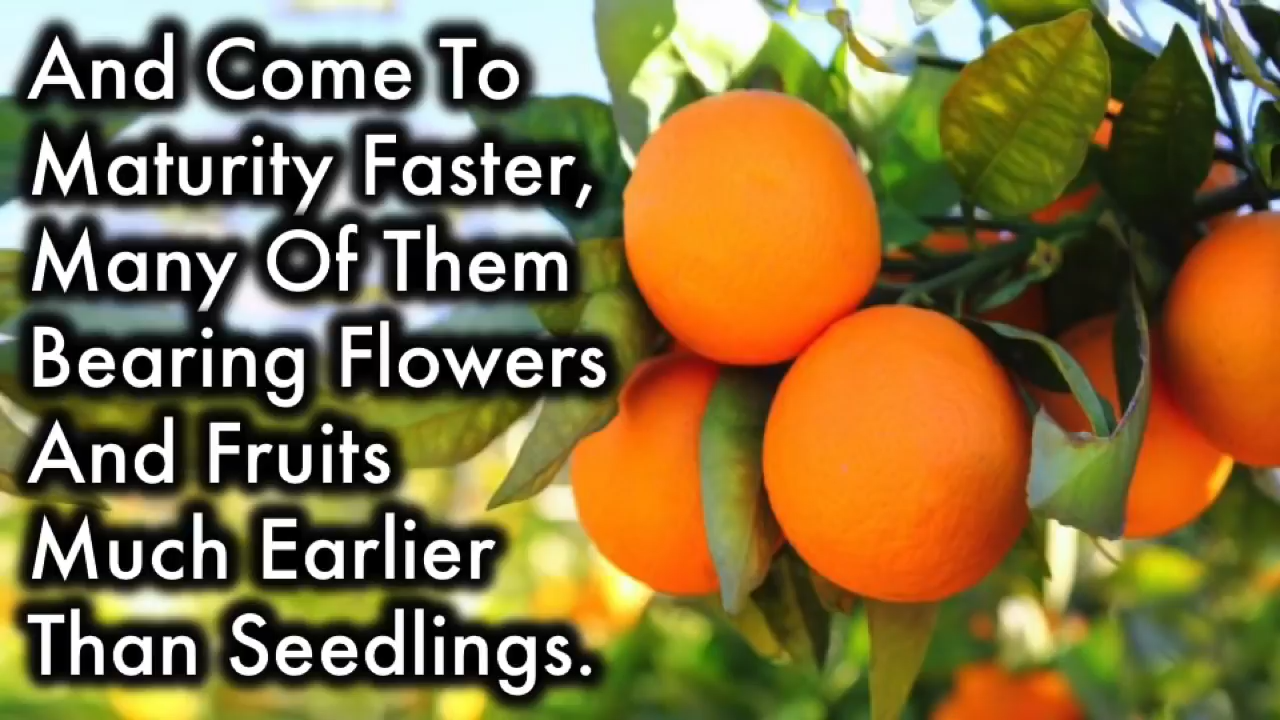 And Come To
Maturity Faster,
Many Of Them
Bearing Flowers
And Fruits
Much Earlier
Than Seedlings.